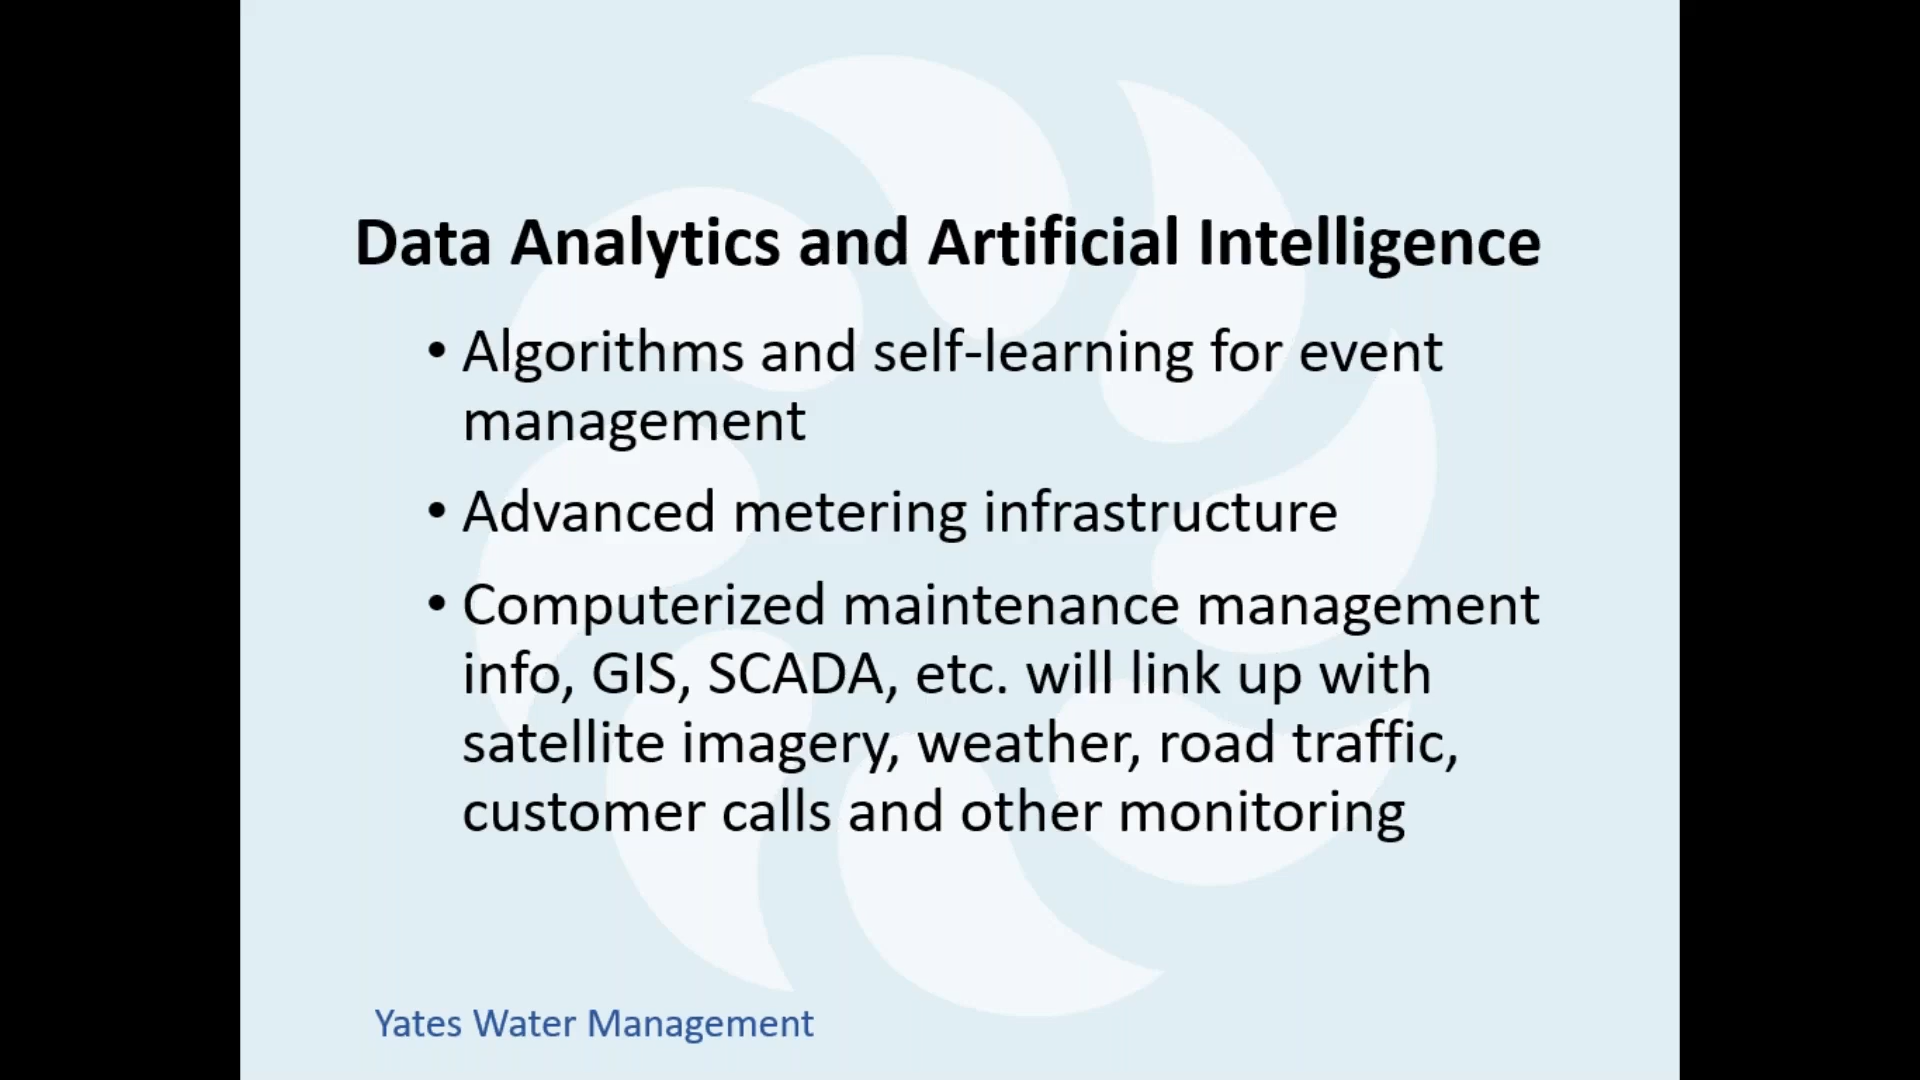 Data Analytics and Artificial Intelligence
• Algorithms and self-learning for event
management
• Advanced metering infrastructure
• Computerized maintenance management
info, GIS, SCADA, etc. will link up with
satellite imagery, weather, road traffic,
customer calls and other monitoring
Yates Water Management